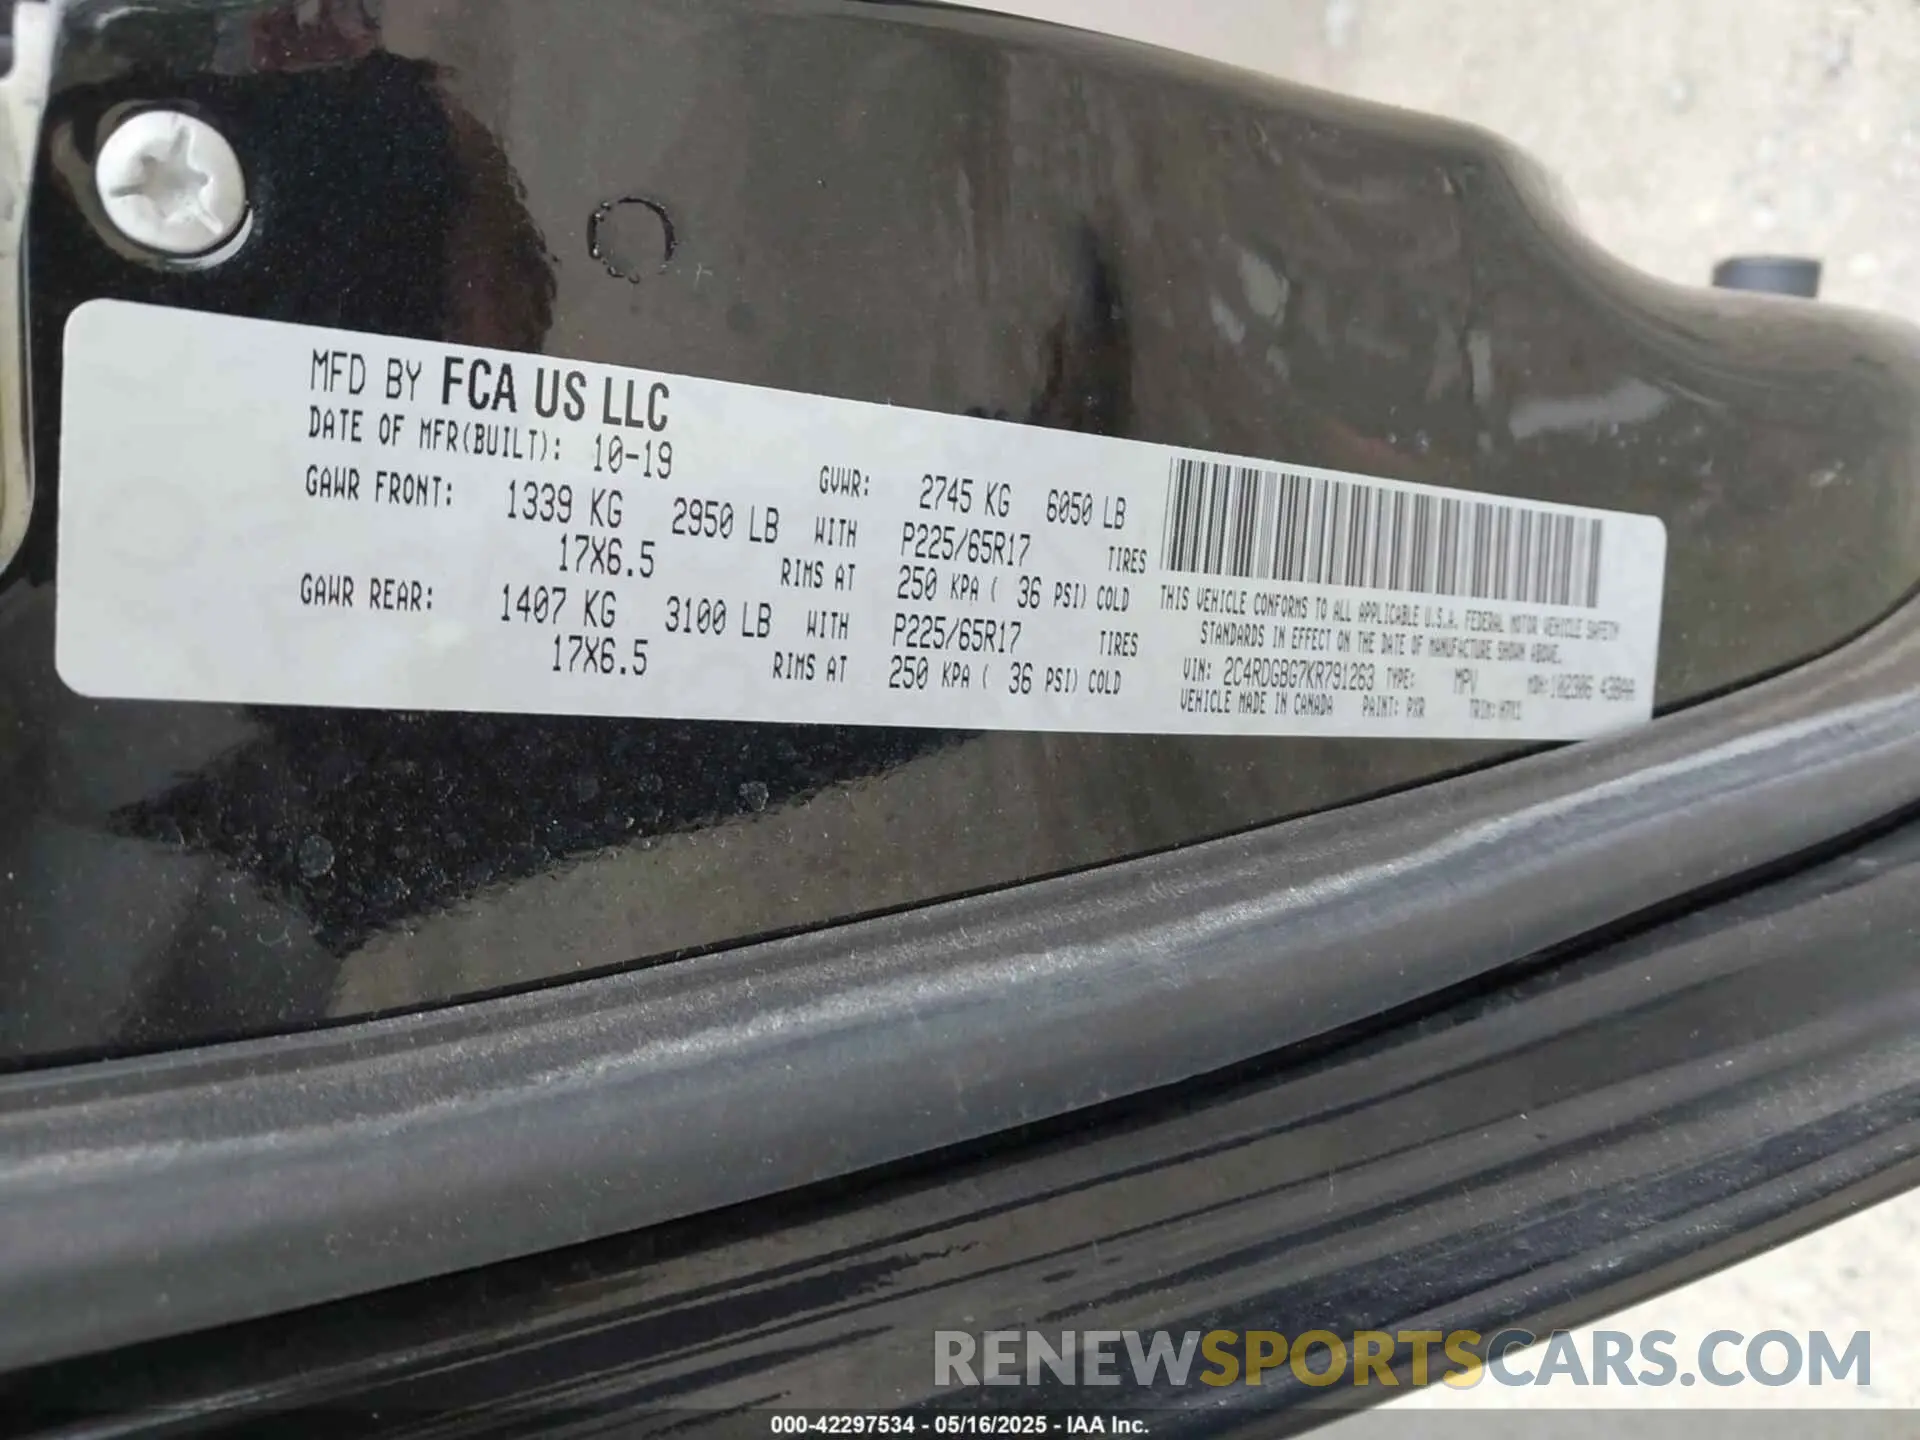 MFD BY FCA US LLC
DATE OF MFR(BUILT): 10-19
GVWR: 2745 KG 6050 LB
GAWR FRONT: 1339 KG 2950 LB WITH P225/65R17 TIRES
17X6.5 RIMS AT 250 KPA ( 36 PSI) COLD
GAWR REAR: 1407 KG 3100 LB WITH P225/65R17 TIRES
17X6.5 RIMS AT 250 KPA ( 36 PSI) COLD
THIS VEHICLE CONFORMS TO ALL APPLICABLE U.S.A. FEDERAL MOTOR VEHICLE SAFETY
STANDARDS IN EFFECT ON THE DATE OF MANUFACTURE SHOWN ABOVE.
VIN: 2C4RDGBG7KR791263 TYPE: MPV MDH:
VEHICLE MADE IN CANADA PAINT: PXR TRIM:
RENEWSPORTSCARS.COM
000-42297534 - 05/16/2025 - IAA Inc.